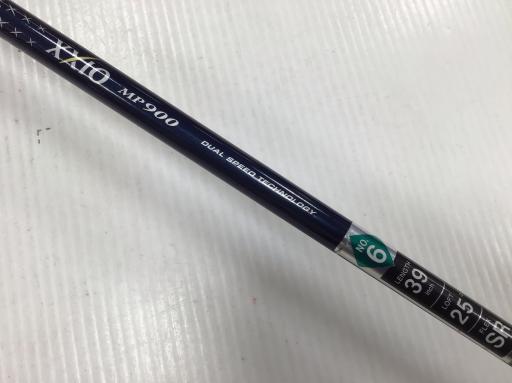 XXIO MP900
DUAL SPEED TECHNOLOGY
NO. 6
LENGTH 39 inch
LOFT 25
FLEX SR